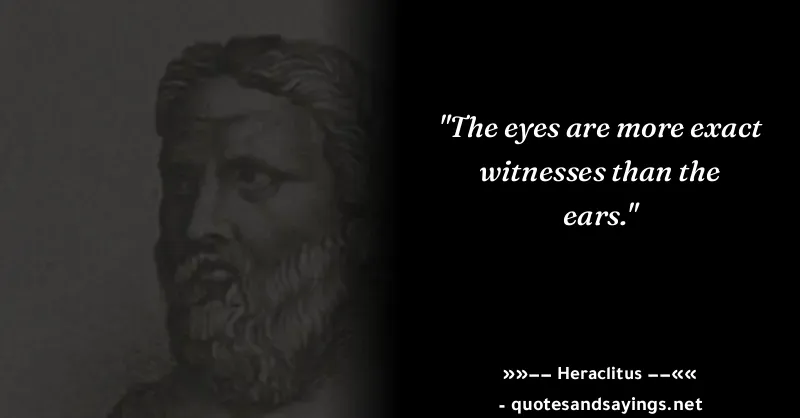 "The eyes are more exact
witnesses than the
ears."
»»–– Heraclitus ––««
- quotesandsayings.net